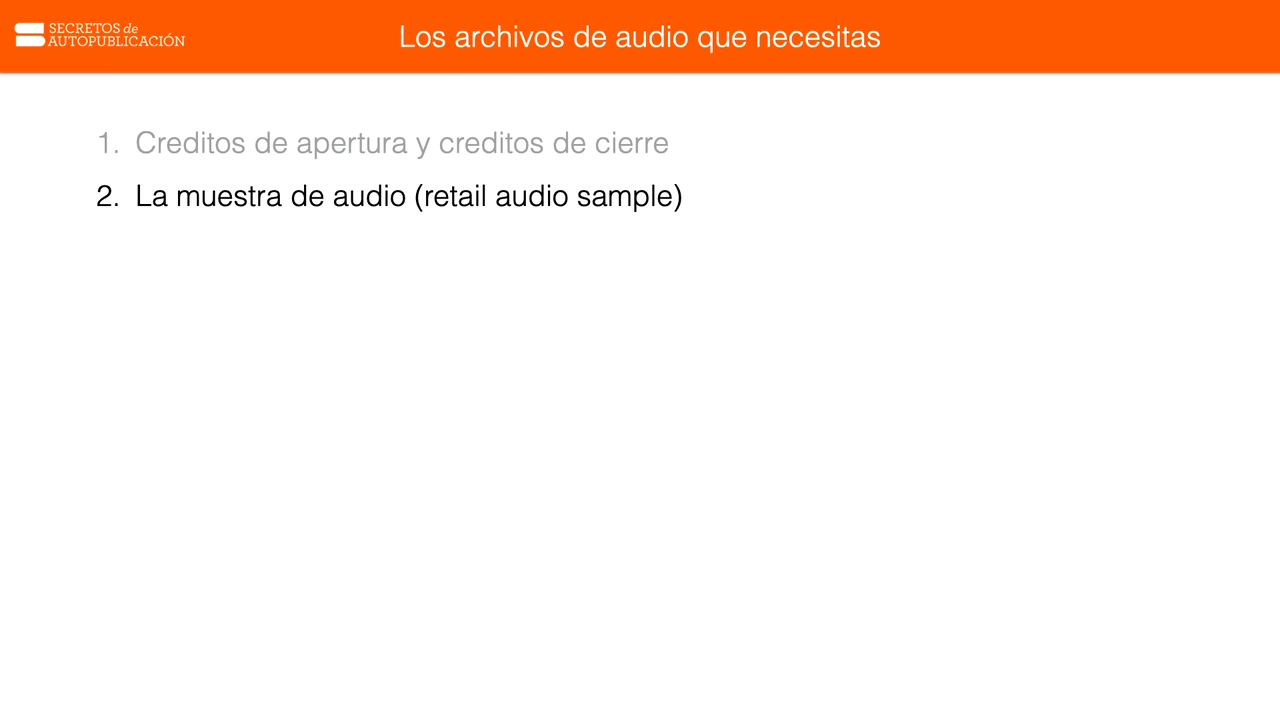 SECRETOS de
AUTOPUBLICACIÓN
Los archivos de audio que necesitas
1. Creditos de apertura y creditos de cierre
2. La muestra de audio (retail audio sample)